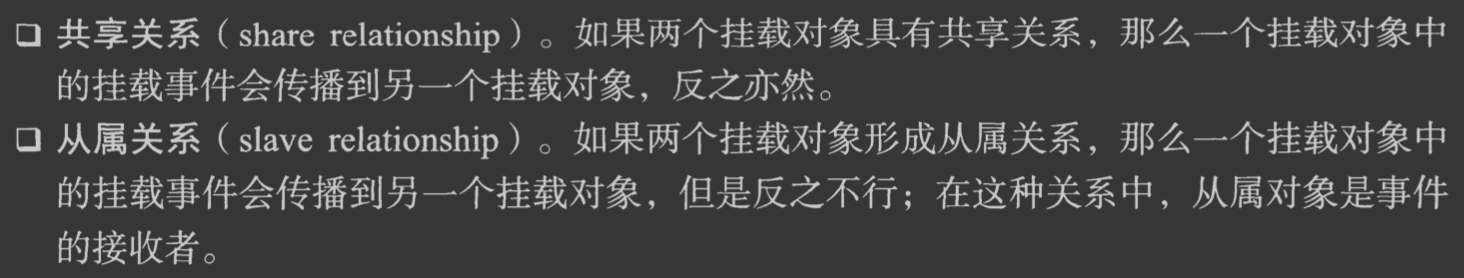 ❑ 共享关系（share relationship）。如果两个挂载对象具有共享关系，那么一个挂载对象中
的挂载事件会传播到另一个挂载对象，反之亦然。
❑ 从属关系（slave relationship）。如果两个挂载对象形成从属关系，那么一个挂载对象中
的挂载事件会传播到另一个挂载对象，但是反之不行；在这种关系中，从属对象是事件
的接收者。